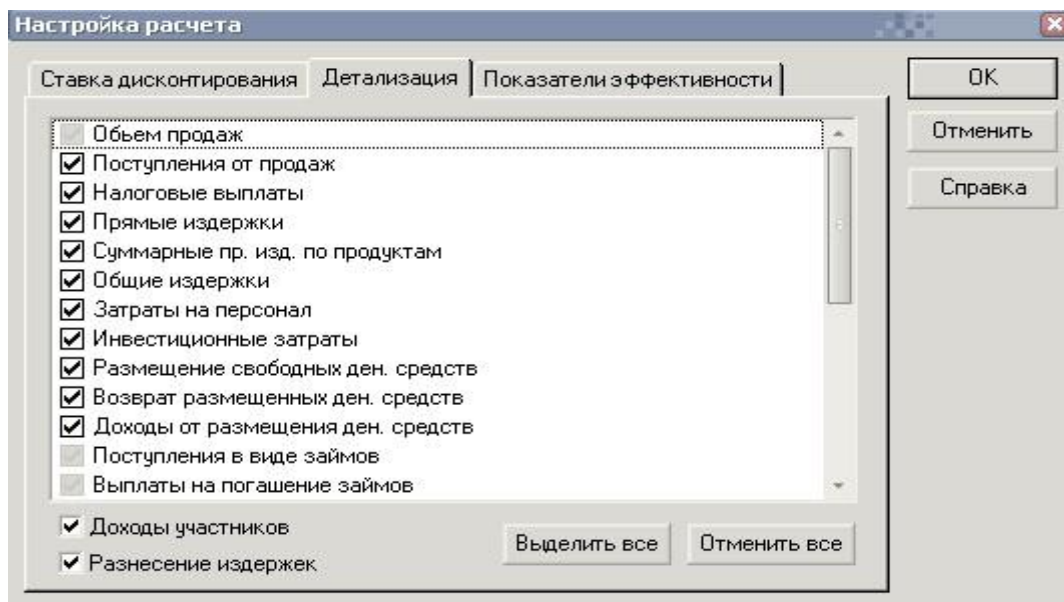 Настройка расчета
Ставка дисконтирования Детализация Показатели эффективности
OK
Отменить
Справка
Обьем продаж
Поступления от продаж
Налоговые выплаты
Прямые издержки
Суммарные пр. изд. по продуктам
Общие издержки
Затраты на персонал
Инвестиционные затраты
Размещение свободных ден. средств
Возврат размещенных ден. средств
Доходы от размещения ден. средств
Поступления в виде займов
Выплаты на погашение займов
Доходы участников
Разнесение издержек
Выделить все Отменить все